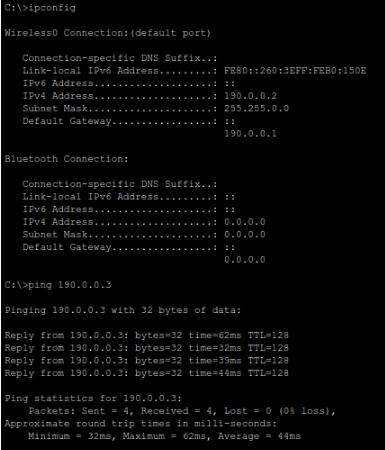 C:\>ipconfig
Wireless0 Connection:(default port)
Connection-specific DNS Suffix..:
Link-local IPv6 Address.........: FE80::260:3EFF:FEB0:150E
IPv6 Address....................: ::
IPv4 Address....................: 190.0.0.2
Subnet Mask.....................: 255.255.0.0
Default Gateway.................: ::
190.0.0.1
Bluetooth Connection:
Connection-specific DNS Suffix..:
Link-local IPv6 Address.........: ::
IPv6 Address....................: ::
IPv4 Address....................: 0.0.0.0
Subnet Mask.....................: 0.0.0.0
Default Gateway.................: ::
0.0.0.0
C:\>ping 190.0.0.3
Pinging 190.0.0.3 with 32 bytes of data:
Reply from 190.0.0.3: bytes=32 time=62ms TTL=128
Reply from 190.0.0.3: bytes=32 time=32ms TTL=128
Reply from 190.0.0.3: bytes=32 time=39ms TTL=128
Reply from 190.0.0.3: bytes=32 time=44ms TTL=128
Ping statistics for 190.0.0.3:
Packets: Sent = 4, Received = 4, Lost = 0 (0% loss),
Approximate round trip times in milli-seconds:
Minimum = 32ms, Maximum = 62ms, Average = 44ms